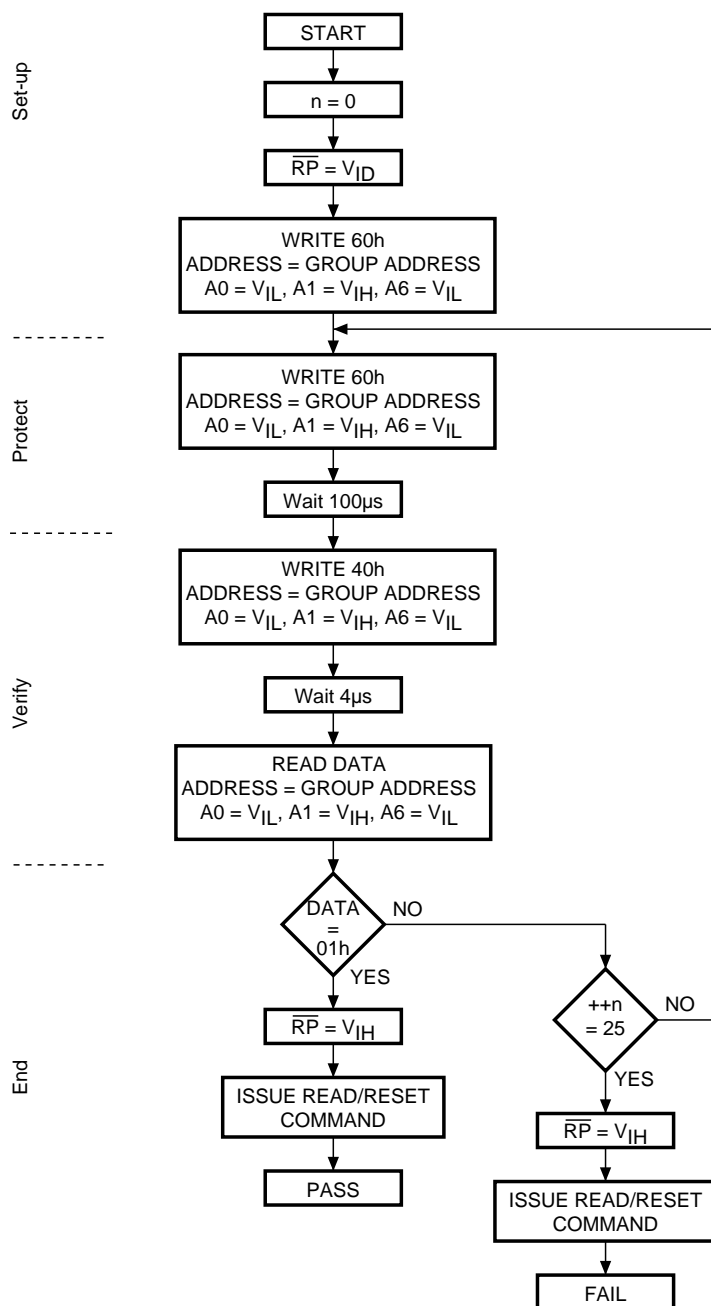 START
Set-up
n = 0
RP = VID
WRITE 60h
ADDRESS = GROUP ADDRESS
A0 = VIL, A1 = VIH, A6 = VIL
Protect
WRITE 60h
ADDRESS = GROUP ADDRESS
A0 = VIL, A1 = VIH, A6 = VIL
Wait 100µs
Verify
WRITE 40h
ADDRESS = GROUP ADDRESS
A0 = VIL, A1 = VIH, A6 = VIL
Wait 4µs
READ DATA
ADDRESS = GROUP ADDRESS
A0 = VIL, A1 = VIH, A6 = VIL
End
DATA
=
01h
NO
YES
++n
= 25
NO
YES
RP = VIH
ISSUE READ/RESET
COMMAND
PASS
RP = VIH
ISSUE READ/RESET
COMMAND
FAIL